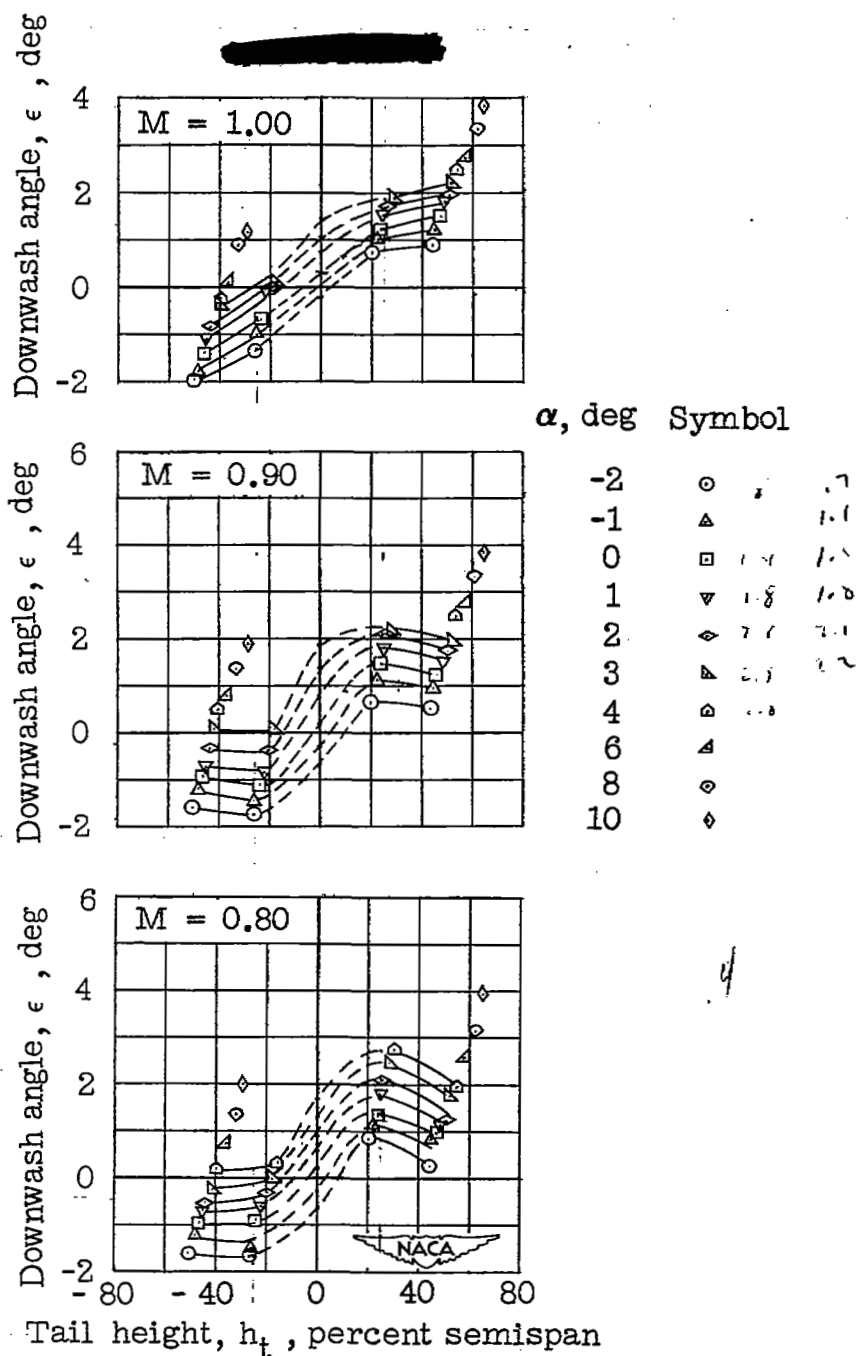 Downwash angle, ϵ , deg
4
2
0
-2
M = 1.00
Downwash angle, ϵ , deg
6
4
2
0
-2
M = 0.90
α, deg Symbol
-2
-1
0
1
2
3
4
6
8
10
Downwash angle, ϵ , deg
6
4
2
0
-2
M = 0.80
NACA
-80 -40 0 40 80
Tail height, hₜ , percent semispan